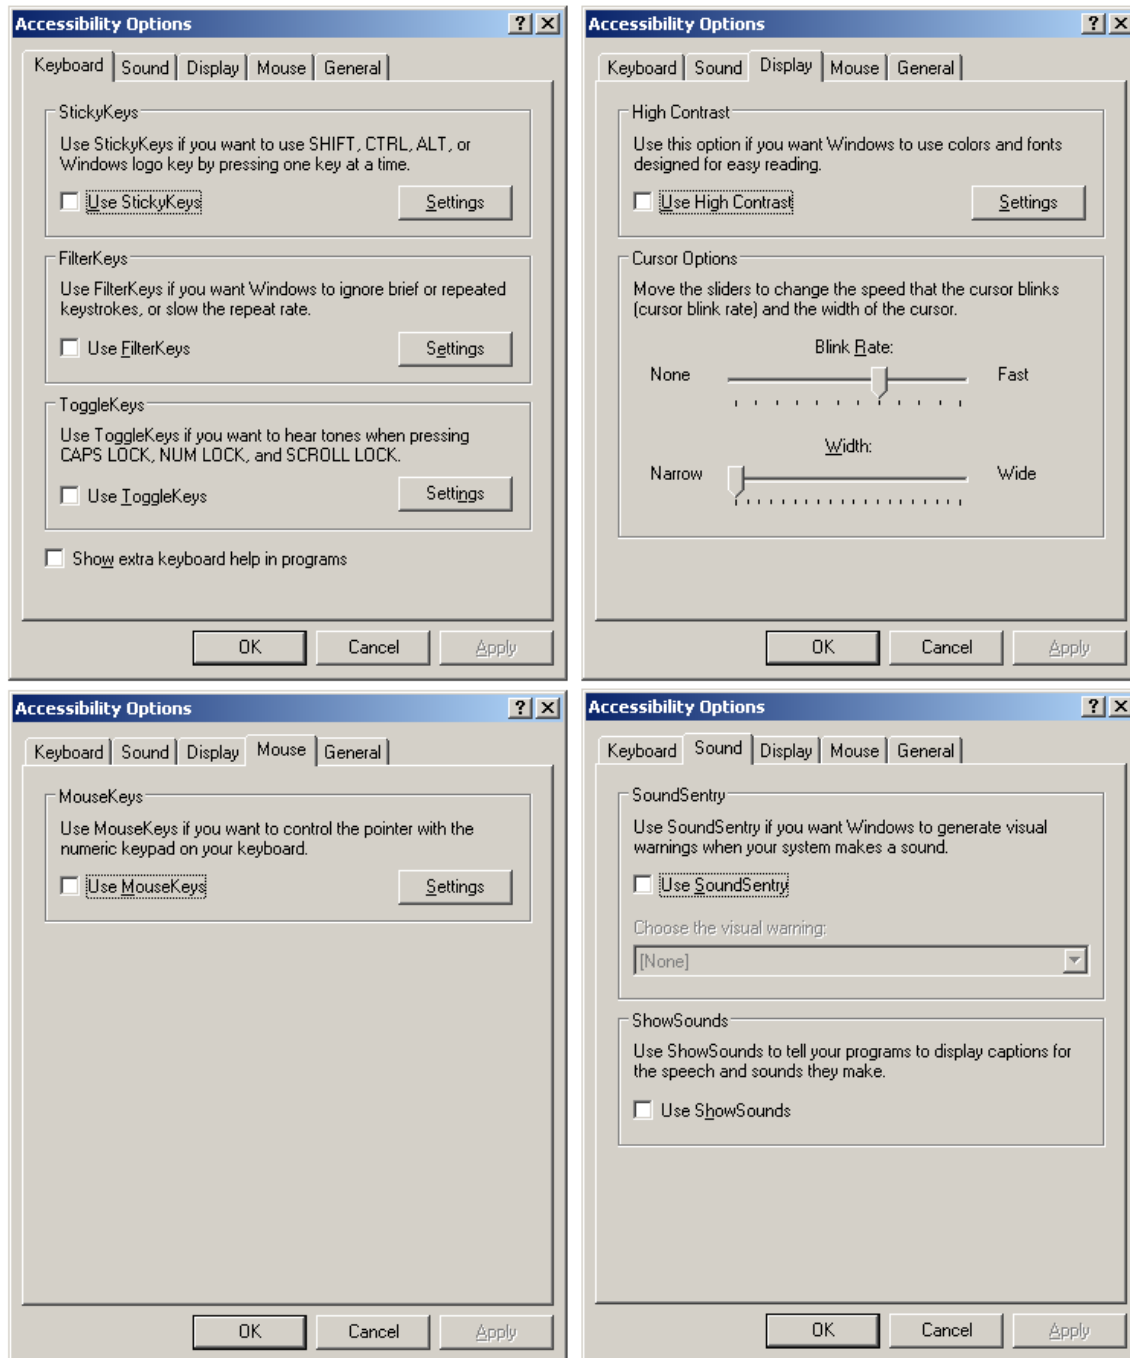 Accessibility Options
Keyboard Sound Display Mouse General
StickyKeys
Use StickyKeys if you want to use SHIFT, CTRL, ALT, or
Windows logo key by pressing one key at a time.
Use StickyKeys Settings
FilterKeys
Use FilterKeys if you want Windows to ignore brief or repeated
keystrokes, or slow the repeat rate.
Use FilterKeys Settings
ToggleKeys
Use ToggleKeys if you want to hear tones when pressing
CAPS LOCK, NUM LOCK, and SCROLL LOCK.
Use ToggleKeys Settings
Show extra keyboard help in programs
OK Cancel Apply
Accessibility Options
Keyboard Sound Display Mouse General
High Contrast
Use this option if you want Windows to use colors and fonts
designed for easy reading.
Use High Contrast Settings
Cursor Options
Move the sliders to change the speed that the cursor blinks
(cursor blink rate) and the width of the cursor.
Blink Rate:
None Fast
Width:
Narrow Wide
OK Cancel Apply
Accessibility Options
Keyboard Sound Display Mouse General
MouseKeys
Use MouseKeys if you want to control the pointer with the
numeric keypad on your keyboard.
Use MouseKeys Settings
OK Cancel Apply
Accessibility Options
Keyboard Sound Display Mouse General
SoundSentry
Use SoundSentry if you want Windows to generate visual
warnings when your system makes a sound.
Use SoundSentry
Choose the visual warning:
[None]
ShowSounds
Use ShowSounds to tell your programs to display captions for
the speech and sounds they make.
Use ShowSounds
OK Cancel Apply